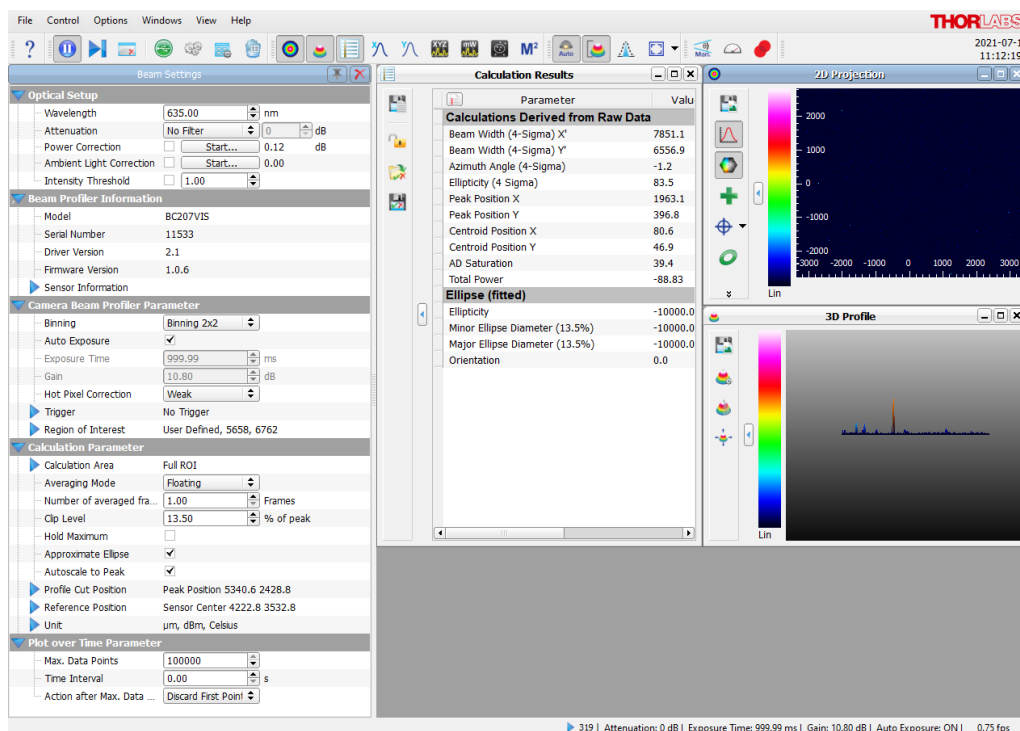 File Control Options Windows View Help
THORLABS
? XYZ mW M² Auto
2021-07-1
11:12:19
Beam Settings
Optical Setup
Wavelength 635.00 nm
Attenuation No Filter 0 dB
Power Correction Start... 0.12 dB
Ambient Light Correction Start... 0.00
Intensity Threshold 1.00
Beam Profiler Information
Model BC207VIS
Serial Number 11533
Driver Version 2.1
Firmware Version 1.0.6
Sensor Information
Camera Beam Profiler Parameter
Binning Binning 2x2
Auto Exposure
Exposure Time 999.99 ms
Gain 10.80 dB
Hot Pixel Correction Weak
Trigger No Trigger
Region of Interest User Defined, 5658, 6762
Calculation Parameter
Calculation Area Full ROI
Averaging Mode Floating
Number of averaged fra... 1.00 Frames
Clip Level 13.50 % of peak
Hold Maximum
Approximate Ellipse
Autoscale to Peak
Profile Cut Position Peak Position 5340.6 2428.8
Reference Position Sensor Center 4222.8 3532.8
Unit µm, dBm, Celsius
Plot over Time Parameter
Max. Data Points 100000
Time Interval 0.00 s
Action after Max. Data ... Discard First Point
Calculation Results
Parameter Valu
Calculations Derived from Raw Data
Beam Width (4-Sigma) X' 7851.1
Beam Width (4-Sigma) Y' 6556.9
Azimuth Angle (4-Sigma) -1.2
Ellipticity (4 Sigma) 83.5
Peak Position X 1963.1
Peak Position Y 396.8
Centroid Position X 80.6
Centroid Position Y 46.9
AD Saturation 39.4
Total Power -88.83
Ellipse (fitted)
Ellipticity -10000.0
Minor Ellipse Diameter (13.5%) -10000.0
Major Ellipse Diameter (13.5%) -10000.0
Orientation 0.0
2D Projection
2000
1000
0
-1000
-2000
-3000 -2000 -1000 0 1000 2000 3000
Lin
3D Profile
Lin
319 | Attenuation: 0 dB | Exposure Time: 999.99 ms | Gain: 10.80 dB | Auto Exposure: ON | 0.75 fps